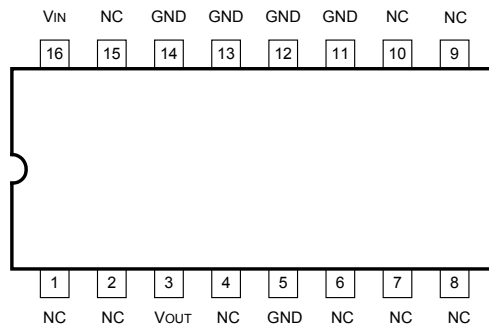 VIN NC GND GND GND GND NC NC
16 15 14 13 12 11 10 9
1 2 3 4 5 6 7 8
NC NC VOUT NC GND NC NC NC